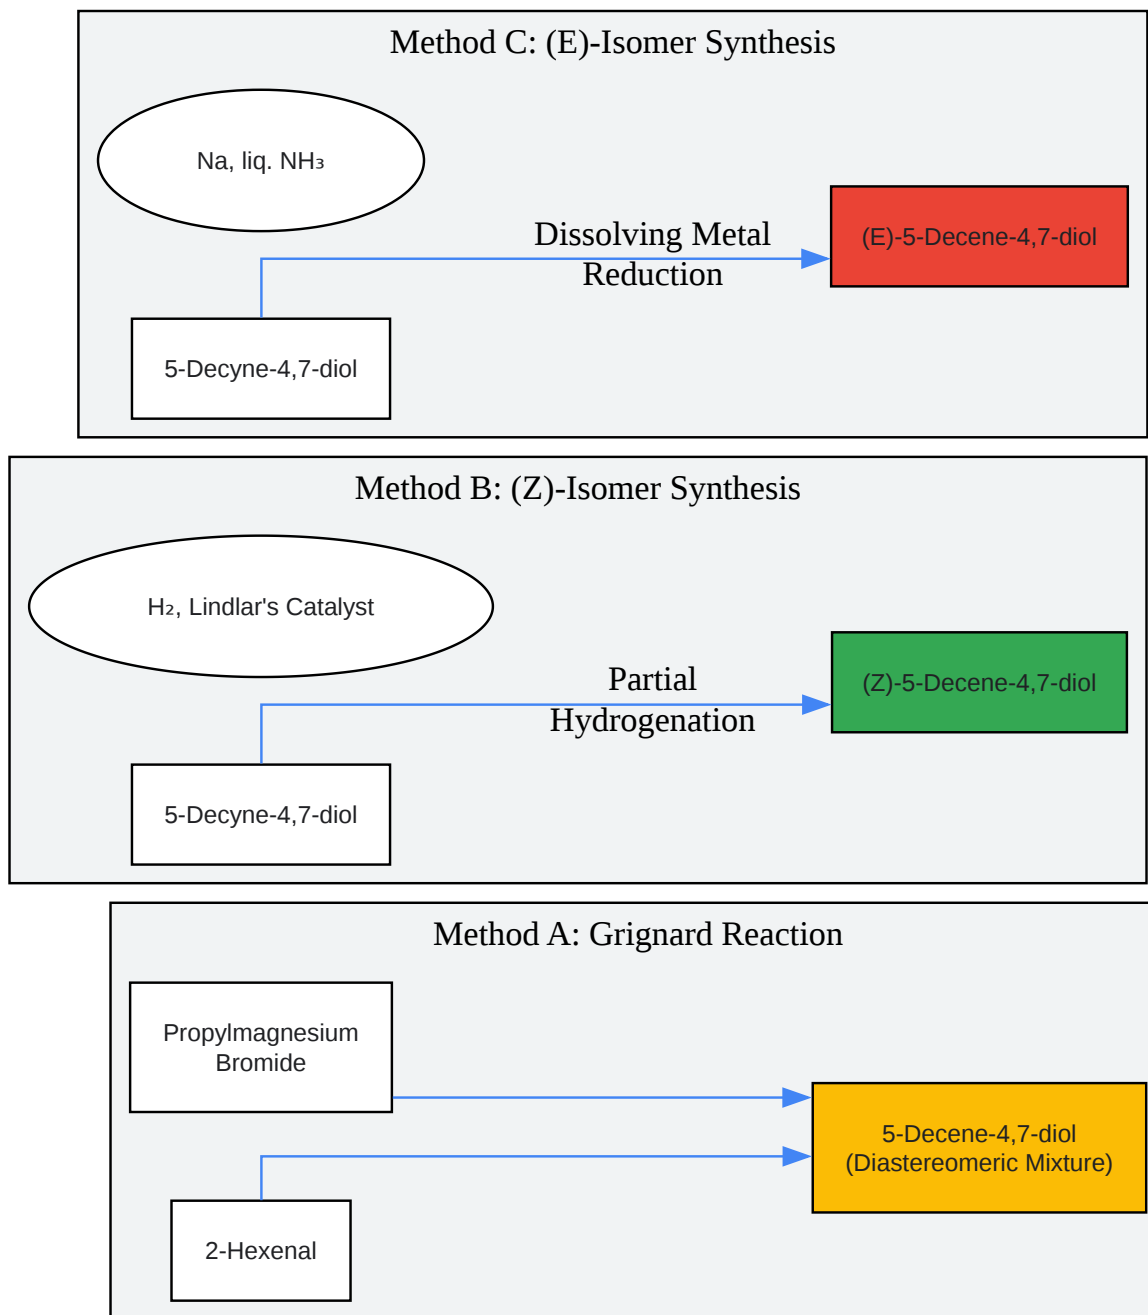 Method C: (E)-Isomer Synthesis
Na, liq. NH₃
Dissolving Metal
Reduction
(E)-5-Decene-4,7-diol
5-Decyne-4,7-diol
Method B: (Z)-Isomer Synthesis
H₂, Lindlar's Catalyst
Partial
Hydrogenation
(Z)-5-Decene-4,7-diol
5-Decyne-4,7-diol
Method A: Grignard Reaction
Propylmagnesium
Bromide
5-Decene-4,7-diol
(Diastereomeric Mixture)
2-Hexenal